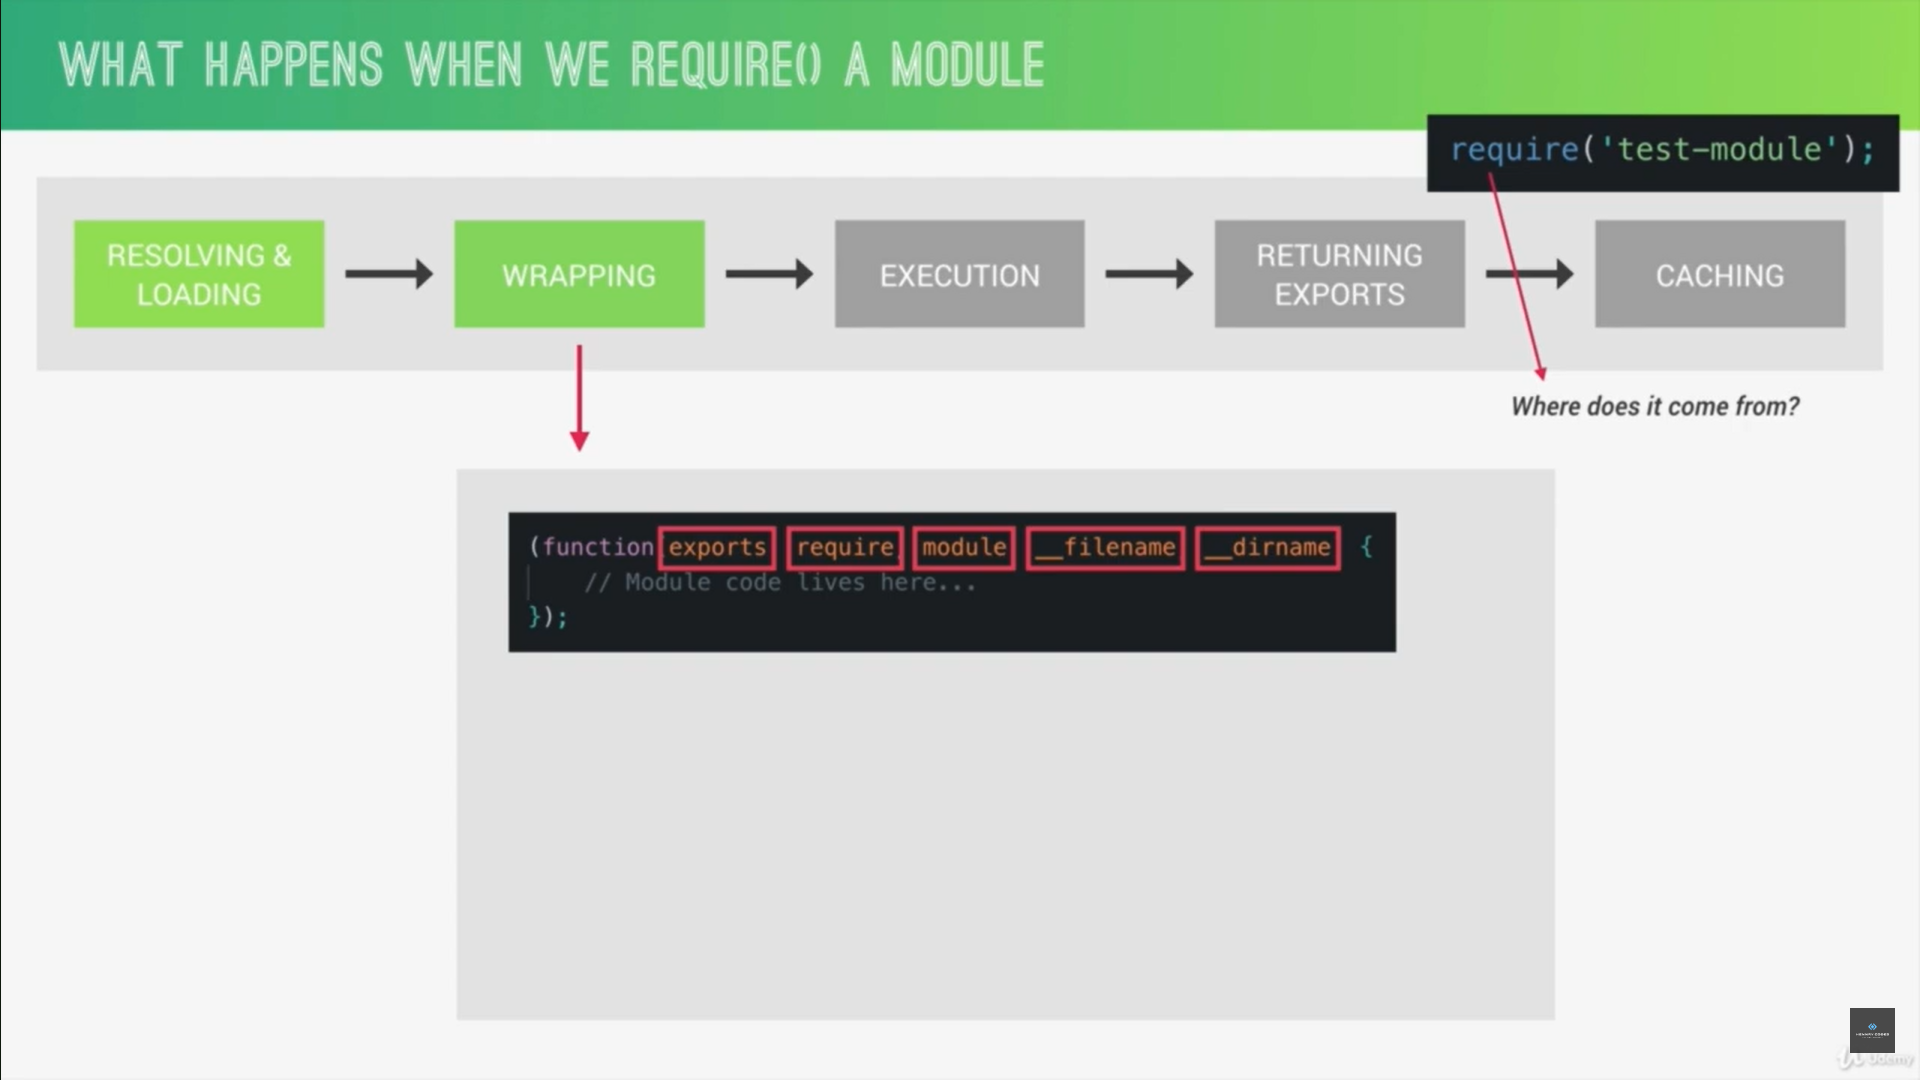 WHAT HAPPENS WHEN WE REQUIRE() A MODULE
require('test-module');
RESOLVING &
LOADING
WRAPPING
EXECUTION
RETURNING
EXPORTS
CACHING
Where does it come from?
(function exports require, module __filename __dirname {
// Module code lives here...
});
Udemy